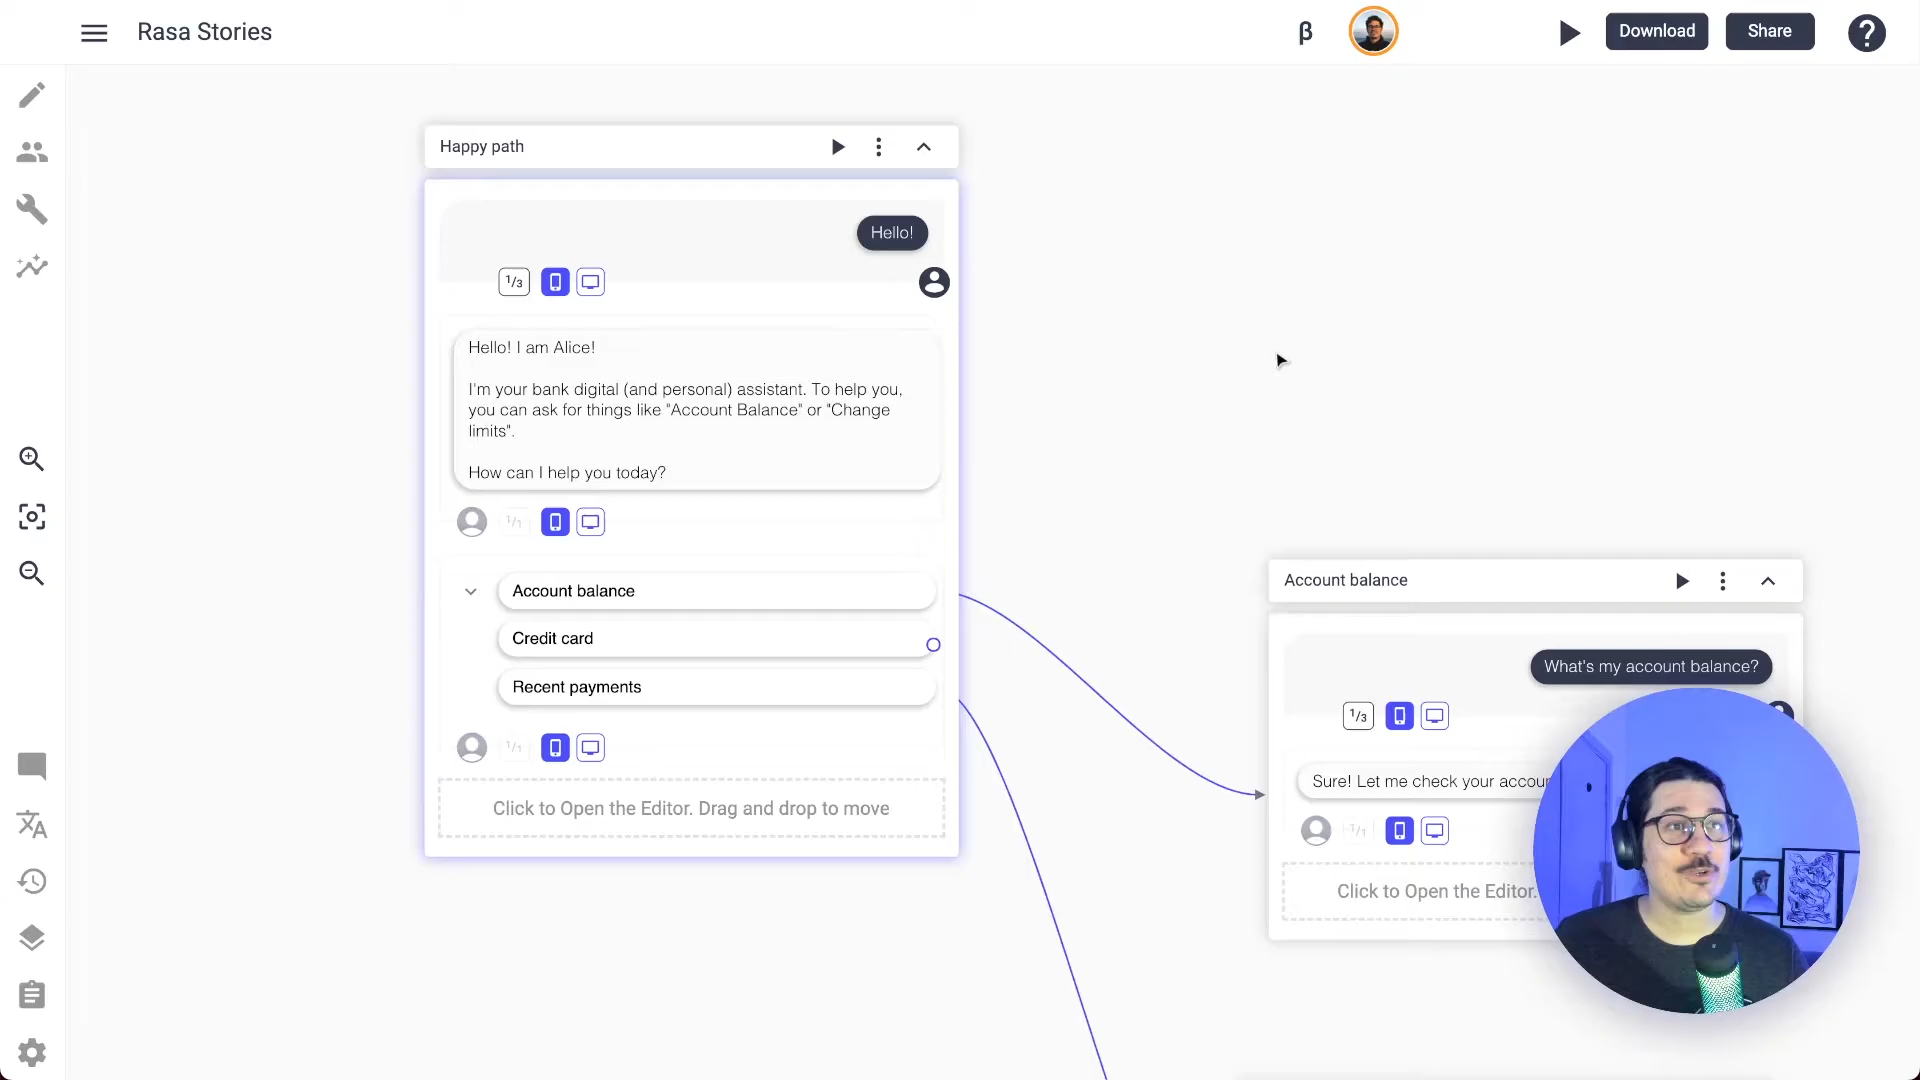 Rasa Stories
β
Download
Share
?
Happy path
Hello!
1/3
Hello! I am Alice!
I'm your bank digital (and personal) assistant. To help you,
you can ask for things like "Account Balance" or "Change
limits".
How can I help you today?
1/1
Account balance
Credit card
Recent payments
1/1
Click to Open the Editor. Drag and drop to move
Account balance
What's my account balance?
1/3
Sure! Let me check your
1/1
Click to Open the Editor.